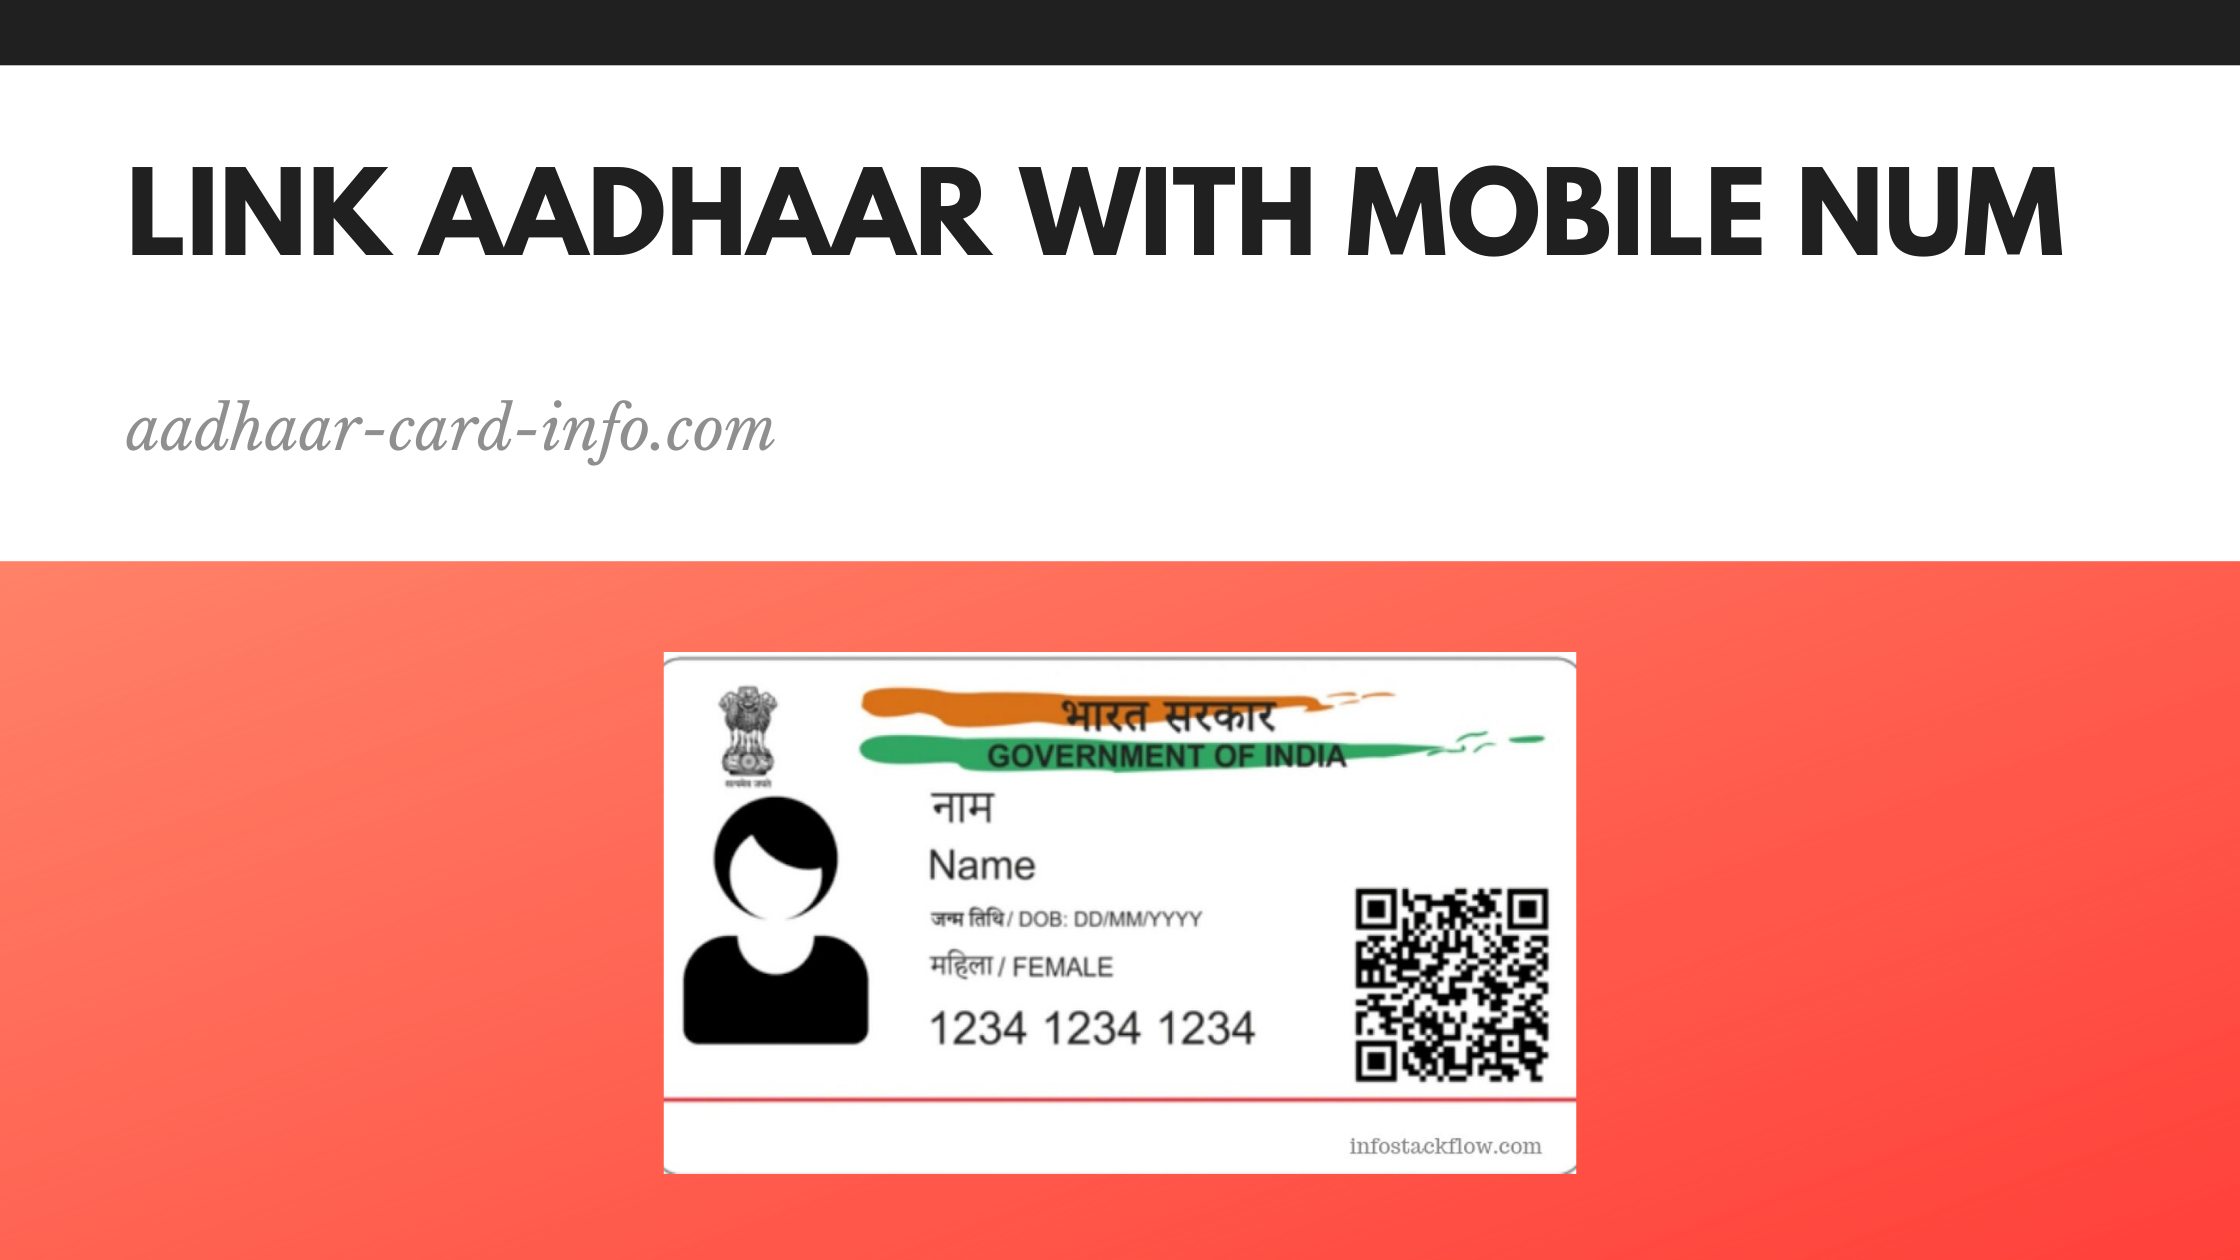 LINK AADHAAR WITH MOBILE NUM
aadhaar-card-info.com
भारत सरकार
GOVERNMENT OF INDIA
नाम
Name
जन्म तिथि / DOB: DD/MM/YYYY
महिला / FEMALE
1234 1234 1234
infostackflow.com